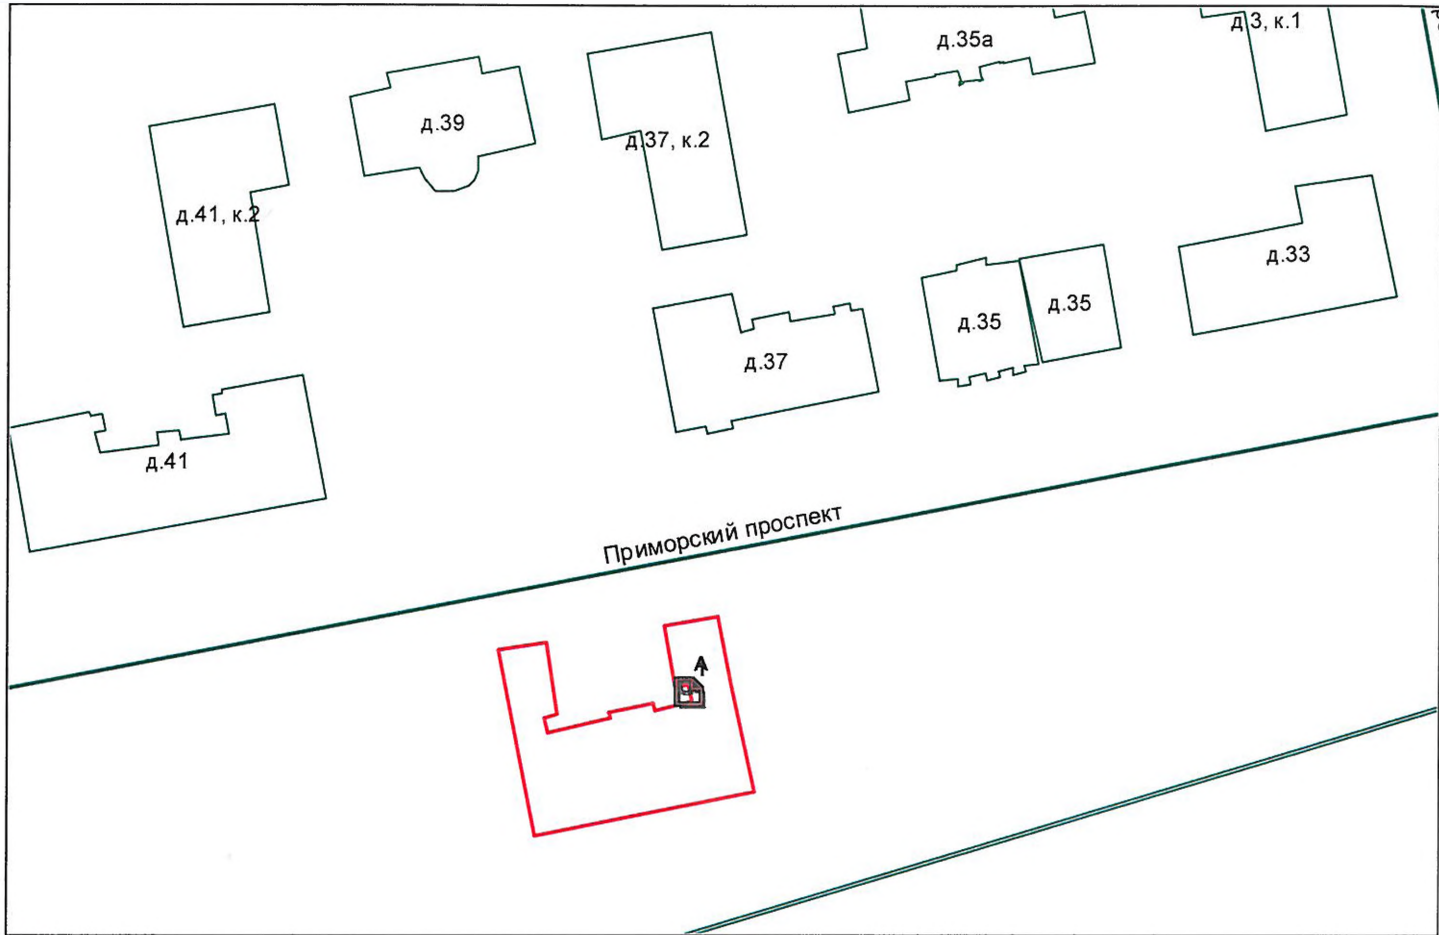 д.35а
д.3, к.1
д.39
д.37, к.2
д.41, к.2
д.33
д.35
д.35
д.37
д.41
Приморский проспект
А